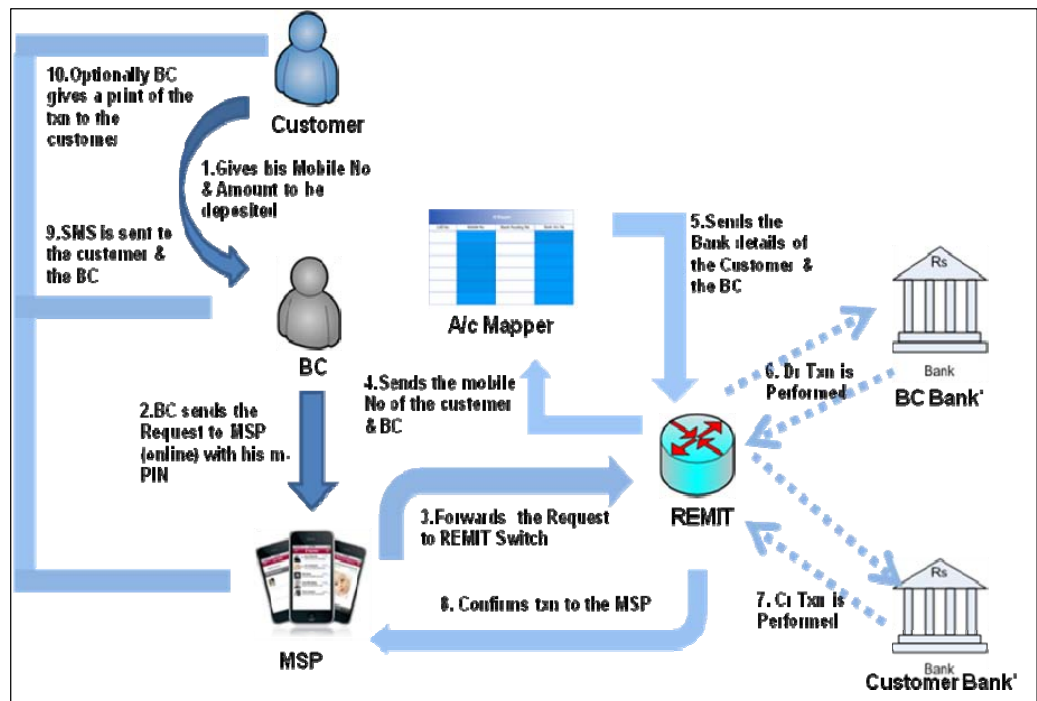 10.Optionally BC
gives a print of the
txn to the
customer
Customer
1.Gives his Mobile No
& Amount to be
deposited
9.SMS is sent to
the customer &
the BC
BC
A/c Mapper
5.Sends the
Bank details of
the Customer &
the BC
Rs
Bank
BC Bank'
6. Dr Txn is
Performed
4.Sends the mobile
No of the customer
& BC
2.BC sends the
Request to MSP
(online) with his m-
PIN
REMIT
3.Forwards the Request
to REMIT Switch
8. Confirms txn to the MSP
MSP
7. Cr Txn is
Performed
Rs
Bank
Customer Bank'